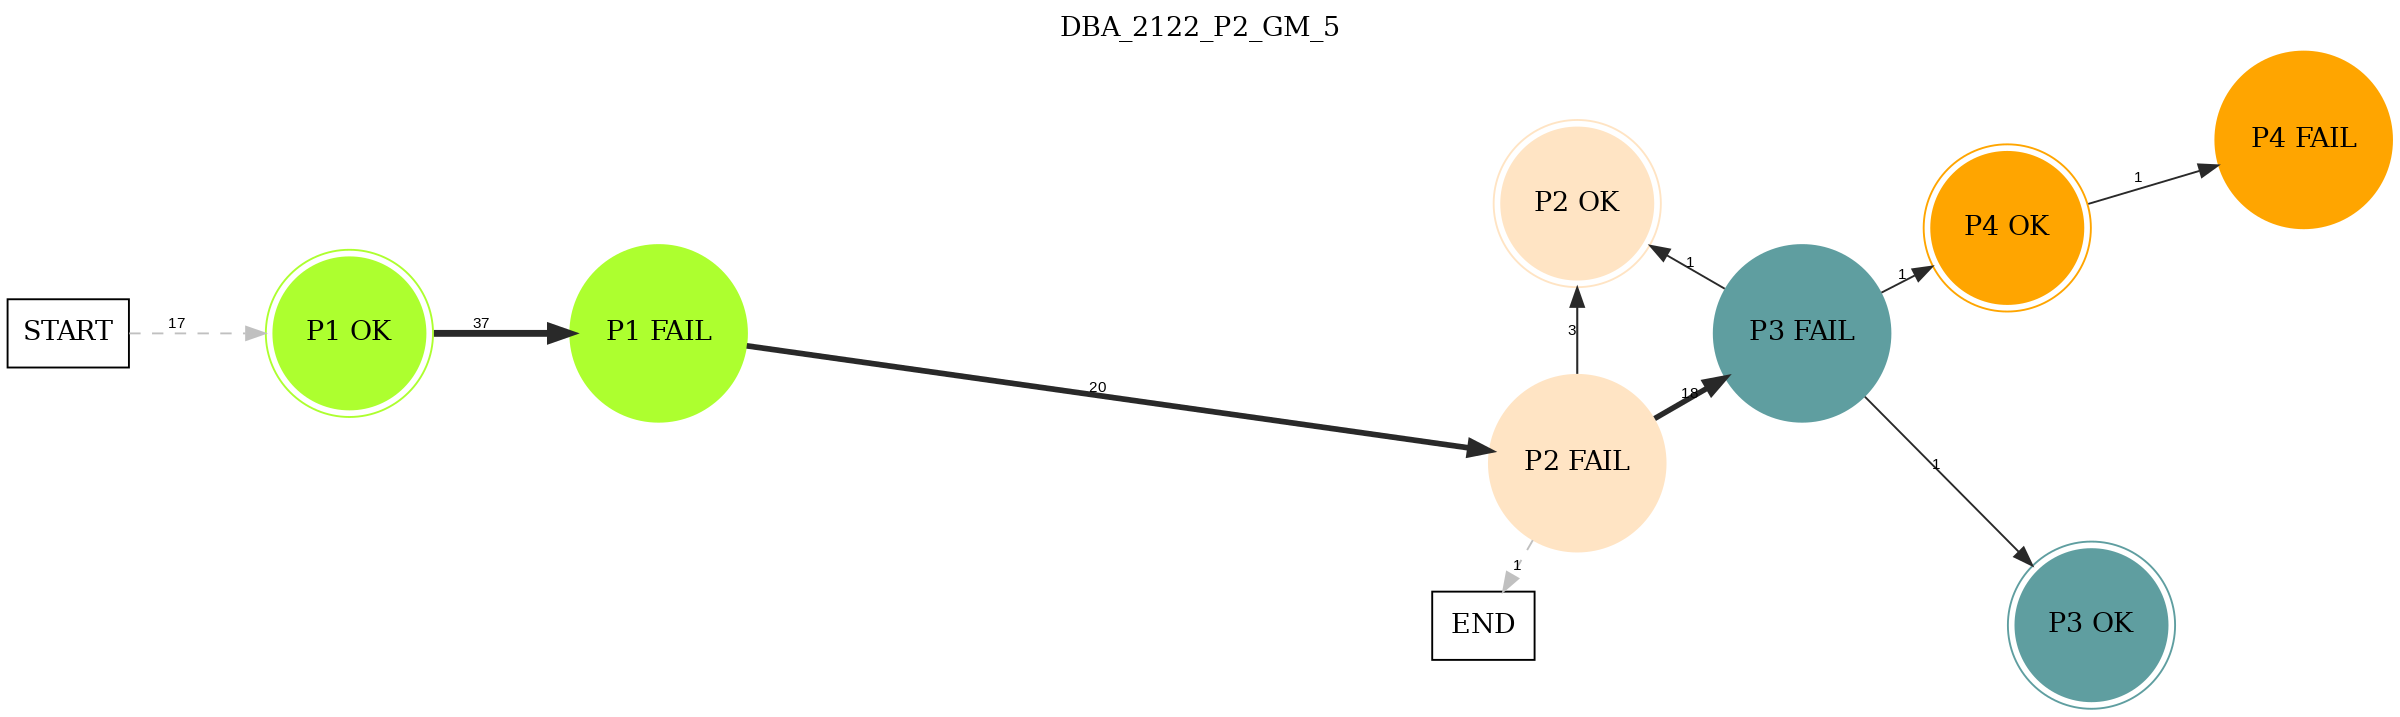 DBA_2122_P2_GM_5
START
17
P1 OK
37
P1 FAIL
20
P2 OK
3
P2 FAIL
1
END
18
1
P3 FAIL
1
P4 OK
1
P4 FAIL
1
P3 OK